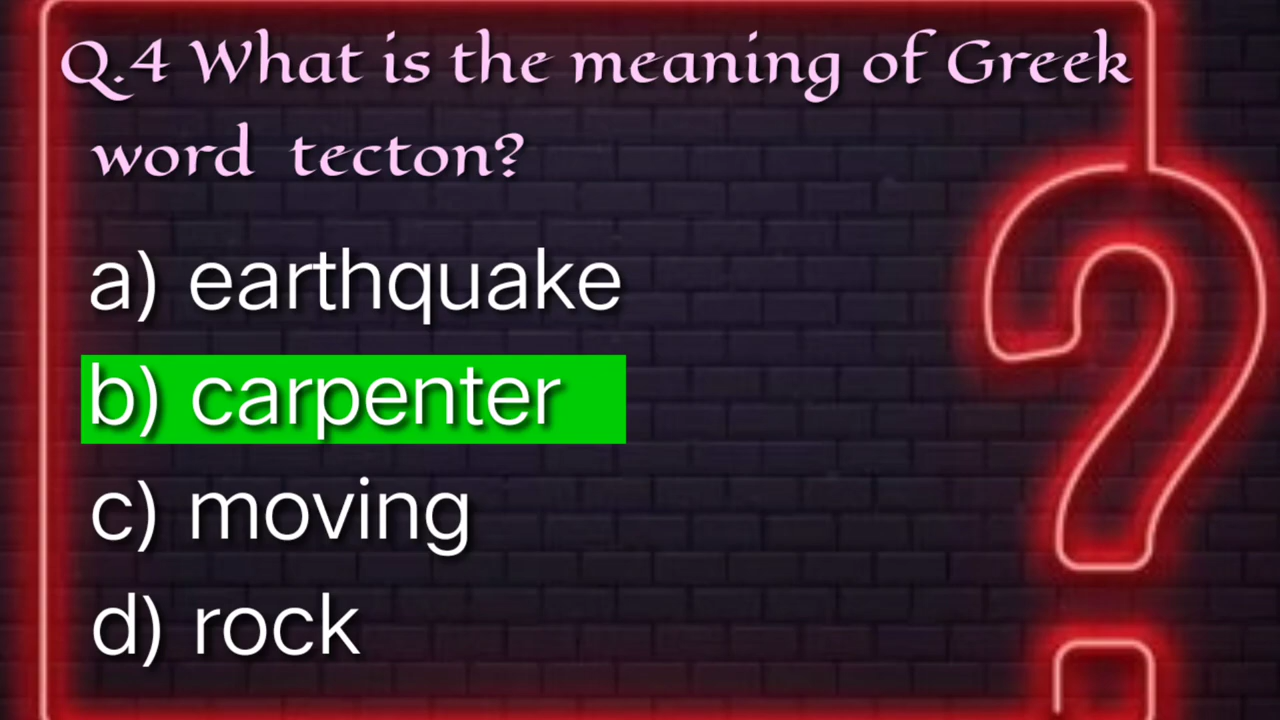 Q.4 What is the meaning of Greek
word tecton?
a) earthquake
b) carpenter
c) moving
d) rock